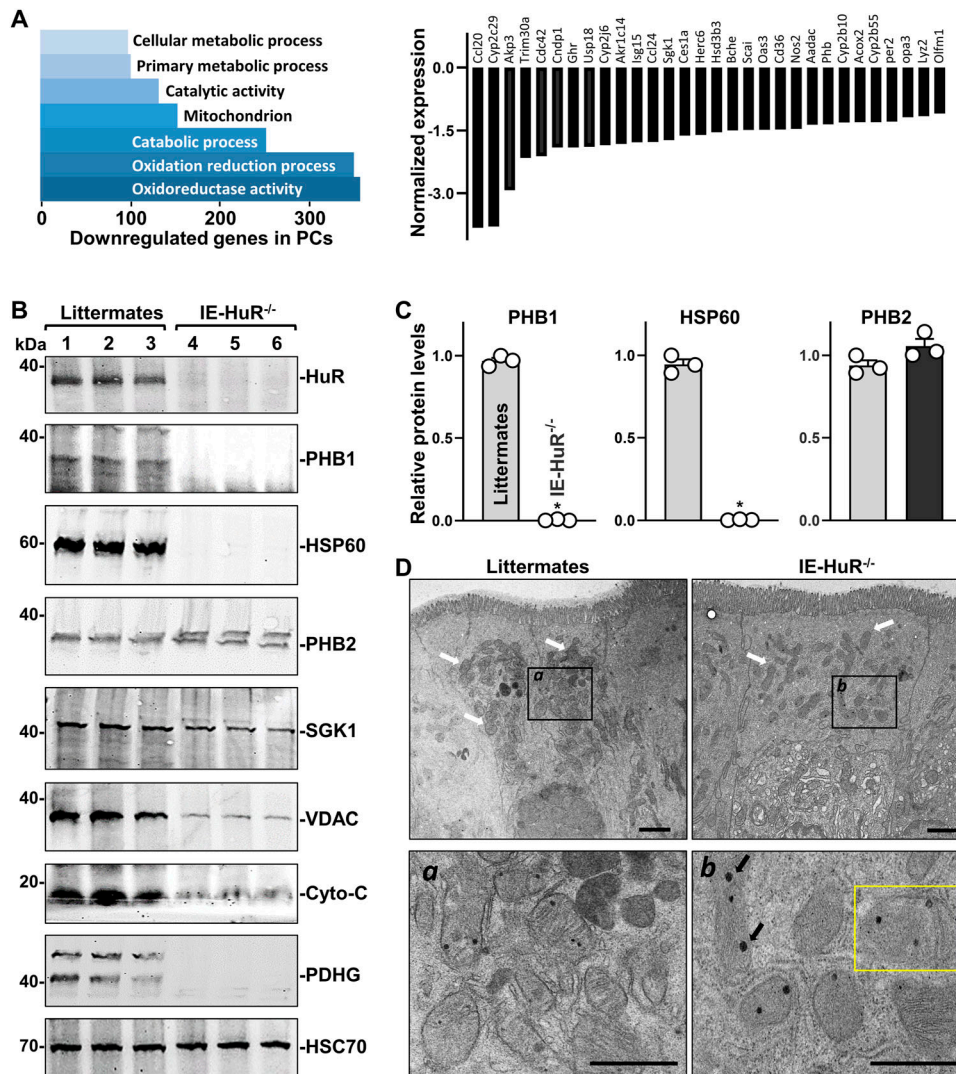 A
Cellular metabolic process
Primary metabolic process
Catalytic activity
Mitochondrion
Catabolic process
Oxidation reduction process
Oxidoreductase activity
0 100 200 300
Downregulated genes in PCs
Ccl20 Cyp2c29 Akp3 Trim30a Cdc42 Cndp1 Ghr Usp18 Cyp2j6 Akr1c14 Isg15 Ccl24 Sgk1 Ces1a Herc6 Hsd3b3 Bche Scai Oas3 Cd36 Nos2 Aadac Phb Cyp2b10 Acox2 Cyp2b55 per2 opa3 Lyz2 Olfm1
Normalized expression
0.0
-1.5
-3.0
B
Littermates IE-HuR-/-
kDa 1 2 3 4 5 6
40- -HuR
40- -PHB1
60- -HSP60
40- -PHB2
40- -SGK1
40- -VDAC
20- -Cyto-C
40- -PDHG
70- -HSC70
C
PHB1 HSP60 PHB2
Relative protein levels
1.0 1.0 1.0
0.5 0.5 0.5
0.0 0.0 0.0
Littermates
* IE-HuR-/-
*
D
Littermates IE-HuR-/-
a b
a b